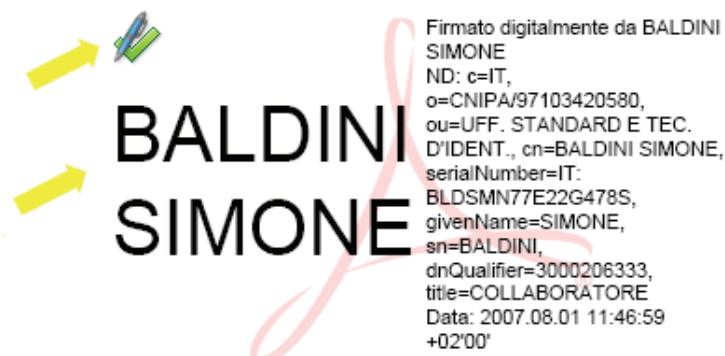 BALDINI
SIMONE
Firmato digitalmente da BALDINI
SIMONE
ND: c=IT,
o=CNIPA/97103420580,
ou=UFF. STANDARD E TEC.
D'IDENT., cn=BALDINI SIMONE,
serialNumber=IT:
BLDSMN77E22G478S,
givenName=SIMONE,
sn=BALDINI,
dnQualifier=3000206333,
title=COLLABORATORE
Data: 2007.08.01 11:46:59
+02'00'